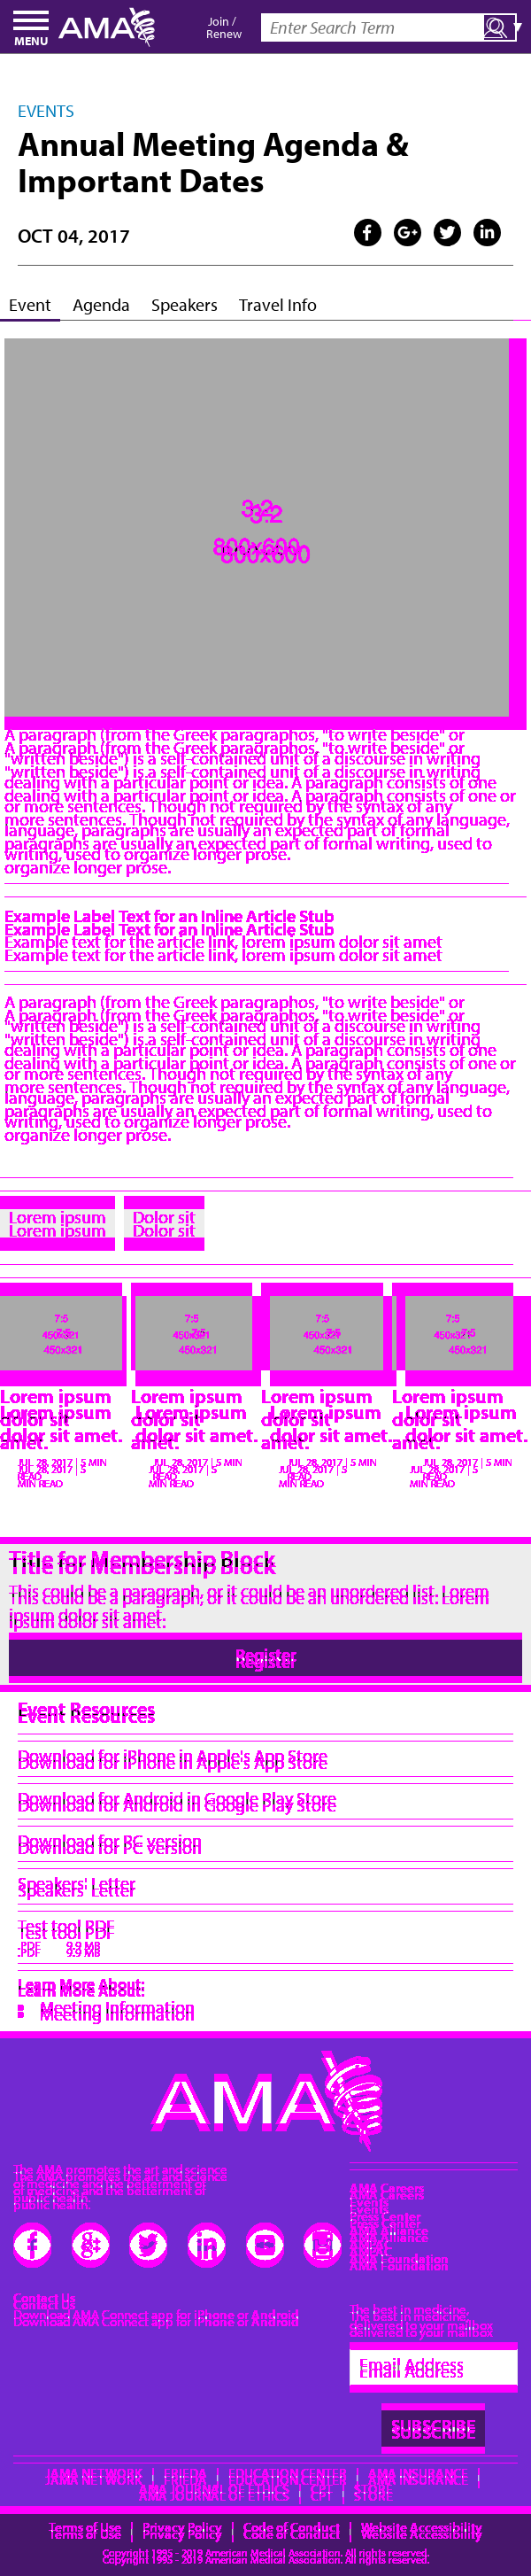 MENU
AMA
Join /
Renew
Enter Search Term
EVENTS
Annual Meeting Agenda &
Important Dates
OCT 04, 2017
Event Agenda Speakers Travel Info
3:2
800x600
A paragraph (from the Greek paragraphos, "to write beside" or
"written beside") is a self-contained unit of a discourse in writing
dealing with a particular point or idea. A paragraph consists of one
or more sentences. Though not required by the syntax of any
language, paragraphs are usually an expected part of formal
writing, used to organize longer prose.
Example Label Text for an Inline Article Stub
Example text for the article link, lorem ipsum dolor sit amet
A paragraph (from the Greek paragraphos, "to write beside" or
"written beside") is a self-contained unit of a discourse in writing
dealing with a particular point or idea. A paragraph consists of one
or more sentences. Though not required by the syntax of any
language, paragraphs are usually an expected part of formal
writing, used to organize longer prose.
Lorem ipsum Dolor sit
7:5 7:5 7:5 7:5
450x321 450x321 450x321 450x321
Lorem ipsum Lorem ipsum Lorem ipsum Lorem ipsum
dolor sit dolor sit dolor sit dolor sit
amet. amet. amet. amet.
JUL 28, 2017 | 5 JUL 28, 2017 | 5 JUL 28, 2017 | 5 JUL 28, 2017 | 5
MIN READ MIN READ MIN READ MIN READ
Title for Membership Block
This could be a paragraph, or it could be an unordered list. Lorem
ipsum dolor sit amet.
Register
Event Resources
Download for iPhone in Apple's App Store
Download for Android in Google Play Store
Download for PC version
Speakers' Letter
Test tool PDF
PDF 9.9 MB
Learn More About:
Meeting Information
AMA
The AMA promotes the art and science
of medicine and the betterment of
public health.
AMA Careers
Events
Press Center
AMA Alliance
AMA Foundation
Contact Us
Download AMA Connect app for iPhone or Android
The best in medicine,
delivered to your mailbox
Email Address
SUBSCRIBE
JAMA NETWORK | FREIDA | EDUCATION CENTER | AMA INSURANCE |
AMA JOURNAL OF ETHICS | CPT | STORE
Terms of Use | Privacy Policy | Code of Conduct | Website Accessibility
Copyright 1995 - 2019 American Medical Association. All rights reserved.